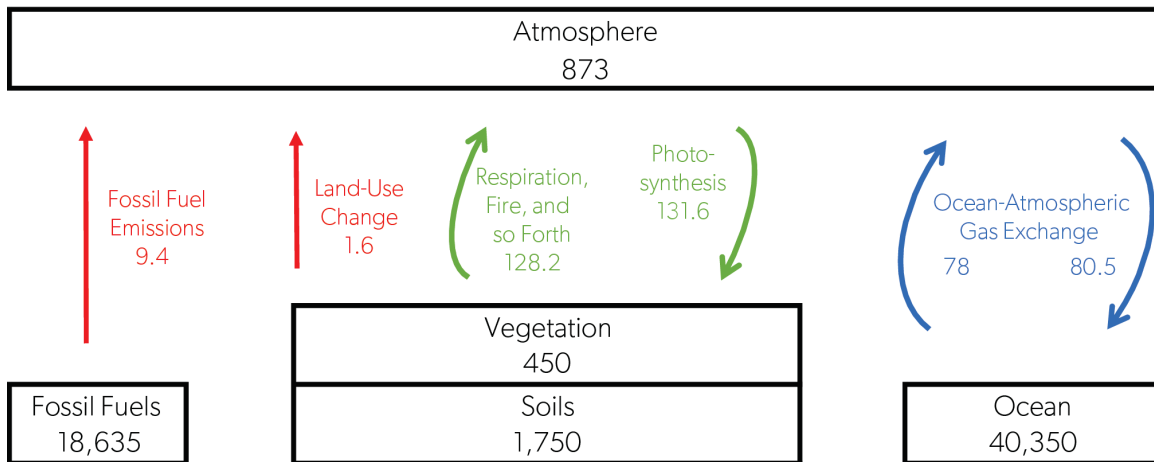 Atmosphere
873
Fossil Fuel
Emissions
9.4
Land-Use
Change
1.6
Respiration,
Fire, and
so Forth
128.2
Photo-
synthesis
131.6
Ocean-Atmospheric
Gas Exchange
78 80.5
Vegetation
450
Fossil Fuels
18,635
Soils
1,750
Ocean
40,350